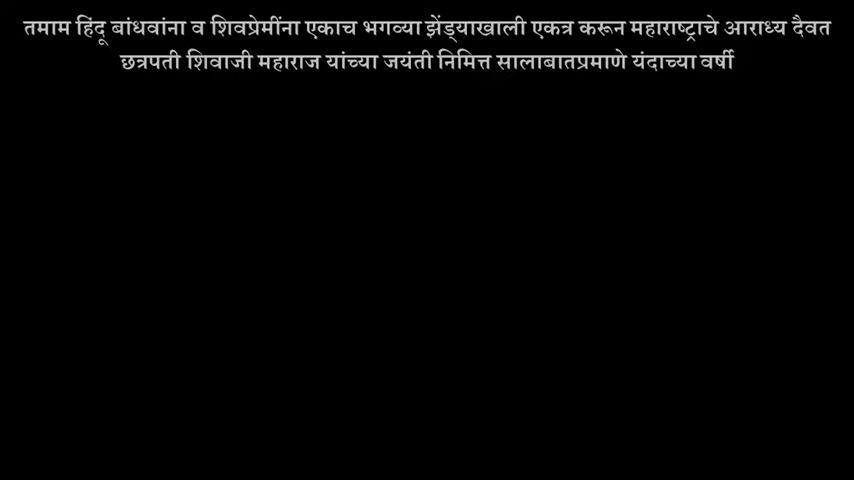 तमाम हिंदू बांधवांना व शिवप्रेमींना एकाच भगव्या झेंड्याखाली एकत्र करून महाराष्ट्राचे आराध्य दैवत
छत्रपती शिवाजी महाराज यांच्या जयंती निमित्त सालाबातप्रमाणे यंदाच्या वर्षी